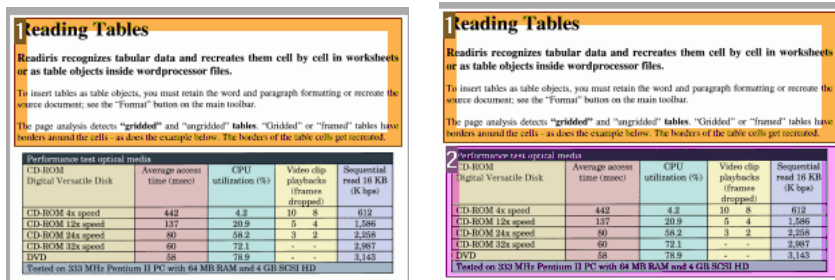 1 Reading Tables
Readiris recognizes tabular data and recreates them cell by cell in worksheets
or as table objects inside wordprocessor files.
To insert tables as table objects, you must retain the word and paragraph formatting or recreate the
source document; see the "Format" button on the main toolbar.
The page analysis detects "gridded" and "ungridded" tables. "Gridded" or "framed" tables have
borders around the cells - as does the example below. The borders of the table cells get recreated.
Performance test optical media
CD-ROM Average access CPU Video clip Sequential
Digital Versatile Disk time (msec) utilization (%) playbacks read 16 KB
(frames (K bps)
dropped)
CD-ROM 4x speed 442 4.2 10 8 612
CD-ROM 12x speed 137 20.9 5 4 1,586
CD-ROM 24x speed 80 58.2 3 2 2,258
CD-ROM 32x speed 60 72.1 - - 2,987
DVD 58 78.9 - - 3,143
Tested on 333 MHz Pentium II PC with 64 MB RAM and 4 GB SCSI HD
1 Reading Tables
Readiris recognizes tabular data and recreates them cell by cell in worksheets
or as table objects inside wordprocessor files.
To insert tables as table objects, you must retain the word and paragraph formatting or recreate the
source document; see the "Format" button on the main toolbar.
The page analysis detects "gridded" and "ungridded" tables. "Gridded" or "framed" tables have
borders around the cells - as does the example below. The borders of the table cells get recreated.
2 Performance test optical media
CD-ROM Average access CPU Video clip Sequential
Digital Versatile Disk time (msec) utilization (%) playbacks read 16 KB
(frames (K bps)
dropped)
CD-ROM 4x speed 442 4.2 10 8 612
CD-ROM 12x speed 137 20.9 5 4 1,586
CD-ROM 24x speed 80 58.2 3 2 2,258
CD-ROM 32x speed 60 72.1 - - 2,987
DVD 58 78.9 - - 3,143
Tested on 333 MHz Pentium II PC with 64 MB RAM and 4 GB SCSI HD